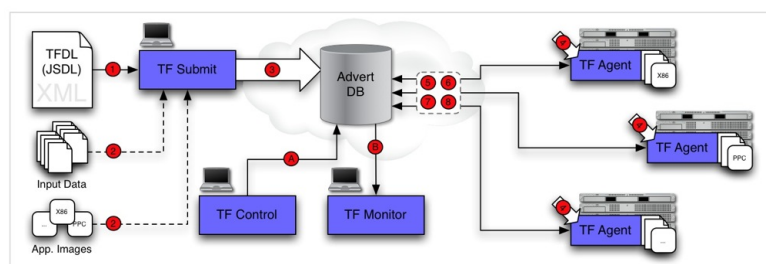 TFDL
(JSDL)
XML
1
TF Submit
3
Advert
DB
5 6
7 8
TF Agent
X86
TF Agent
PPC
TF Agent
...
2
Input Data
2
X86
...
PPC
App. Images
A
TF Control
B
TF Monitor